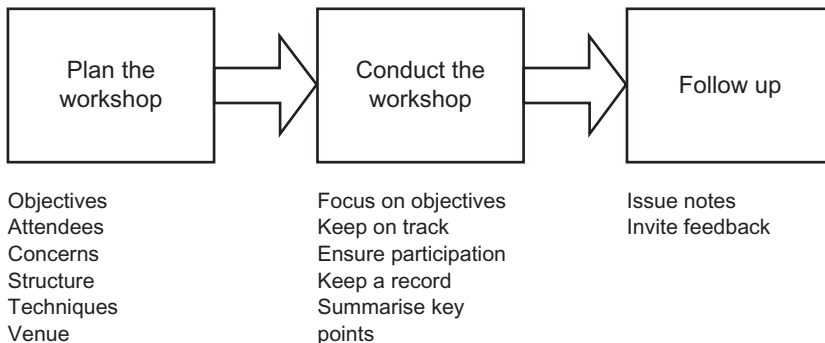 Plan the
workshop
Conduct the
workshop
Follow up
Objectives
Attendees
Concerns
Structure
Techniques
Venue
Focus on objectives
Keep on track
Ensure participation
Keep a record
Summarise key
points
Issue notes
Invite feedback